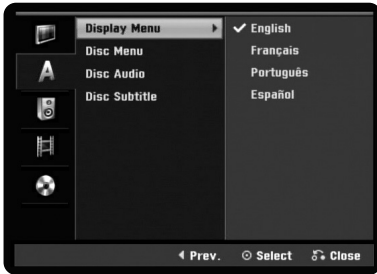 A
Display Menu
Disc Menu
Disc Audio
Disc Subtitle
English
Français
Português
Español
Prev.
Select
Close